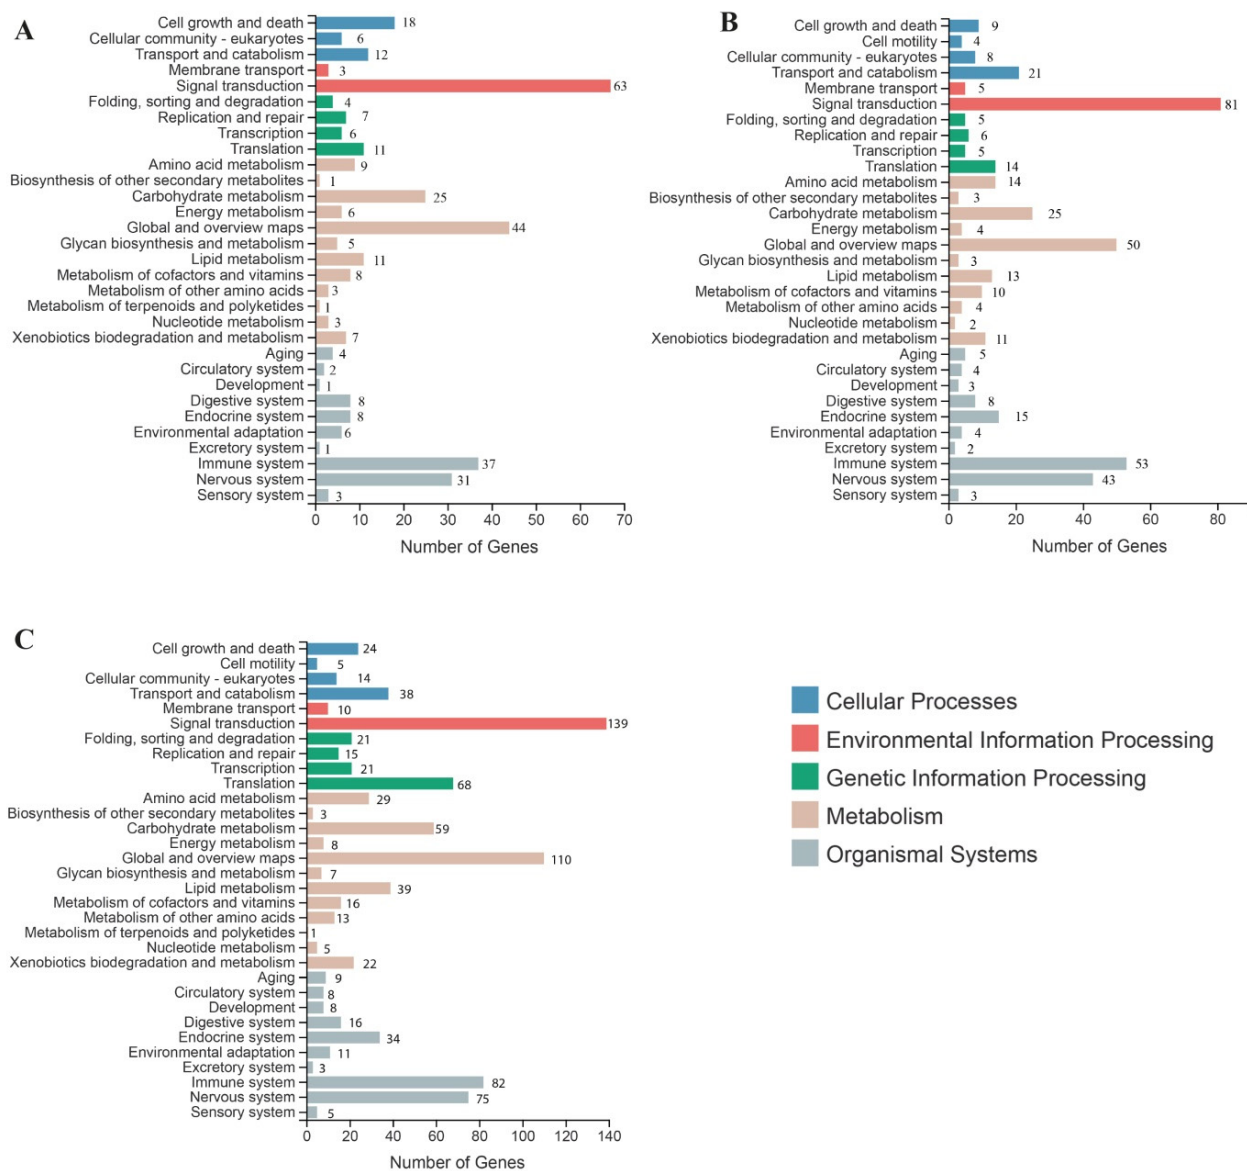 A
Cell growth and death 18
Cellular community - eukaryotes 6
Transport and catabolism 12
Membrane transport 3
Signal transduction 63
Folding, sorting and degradation 4
Replication and repair 7
Transcription 6
Translation 11
Amino acid metabolism 9
Biosynthesis of other secondary metabolites 1
Carbohydrate metabolism 25
Energy metabolism 6
Global and overview maps 44
Glycan biosynthesis and metabolism 5
Lipid metabolism 11
Metabolism of cofactors and vitamins 8
Metabolism of other amino acids 3
Metabolism of terpenoids and polyketides 1
Nucleotide metabolism 3
Xenobiotics biodegradation and metabolism 7
Aging 4
Circulatory system 2
Development 1
Digestive system 8
Endocrine system 8
Environmental adaptation 6
Excretory system 1
Immune system 37
Nervous system 31
Sensory system 3
0 10 20 30 40 50 60 70
Number of Genes
B
Cell growth and death 9
Cell motility 4
Cellular community - eukaryotes 8
Transport and catabolism 21
Membrane transport 5
Signal transduction 81
Folding, sorting and degradation 5
Replication and repair 6
Transcription 5
Translation 14
Amino acid metabolism 14
Biosynthesis of other secondary metabolites 3
Carbohydrate metabolism 25
Energy metabolism 4
Global and overview maps 50
Glycan biosynthesis and metabolism 3
Lipid metabolism 13
Metabolism of cofactors and vitamins 10
Metabolism of other amino acids 4
Nucleotide metabolism 2
Xenobiotics biodegradation and metabolism 11
Aging 5
Circulatory system 4
Development 3
Digestive system 8
Endocrine system 15
Environmental adaptation 4
Excretory system 2
Immune system 53
Nervous system 43
Sensory system 3
0 20 40 60 80
Number of Genes
C
Cell growth and death 24
Cell motility 5
Cellular community - eukaryotes 14
Transport and catabolism 38
Membrane transport 10
Signal transduction 139
Folding, sorting and degradation 21
Replication and repair 15
Transcription 21
Translation 68
Amino acid metabolism 29
Biosynthesis of other secondary metabolites 3
Carbohydrate metabolism 59
Energy metabolism 8
Global and overview maps 110
Glycan biosynthesis and metabolism 7
Lipid metabolism 39
Metabolism of cofactors and vitamins 16
Metabolism of other amino acids 13
Metabolism of terpenoids and polyketides 1
Nucleotide metabolism 5
Xenobiotics biodegradation and metabolism 22
Aging 9
Circulatory system 8
Development 8
Digestive system 16
Endocrine system 34
Environmental adaptation 11
Excretory system 3
Immune system 82
Nervous system 75
Sensory system 5
0 20 40 60 80 100 120 140
Number of Genes
Cellular Processes
Environmental Information Processing
Genetic Information Processing
Metabolism
Organismal Systems